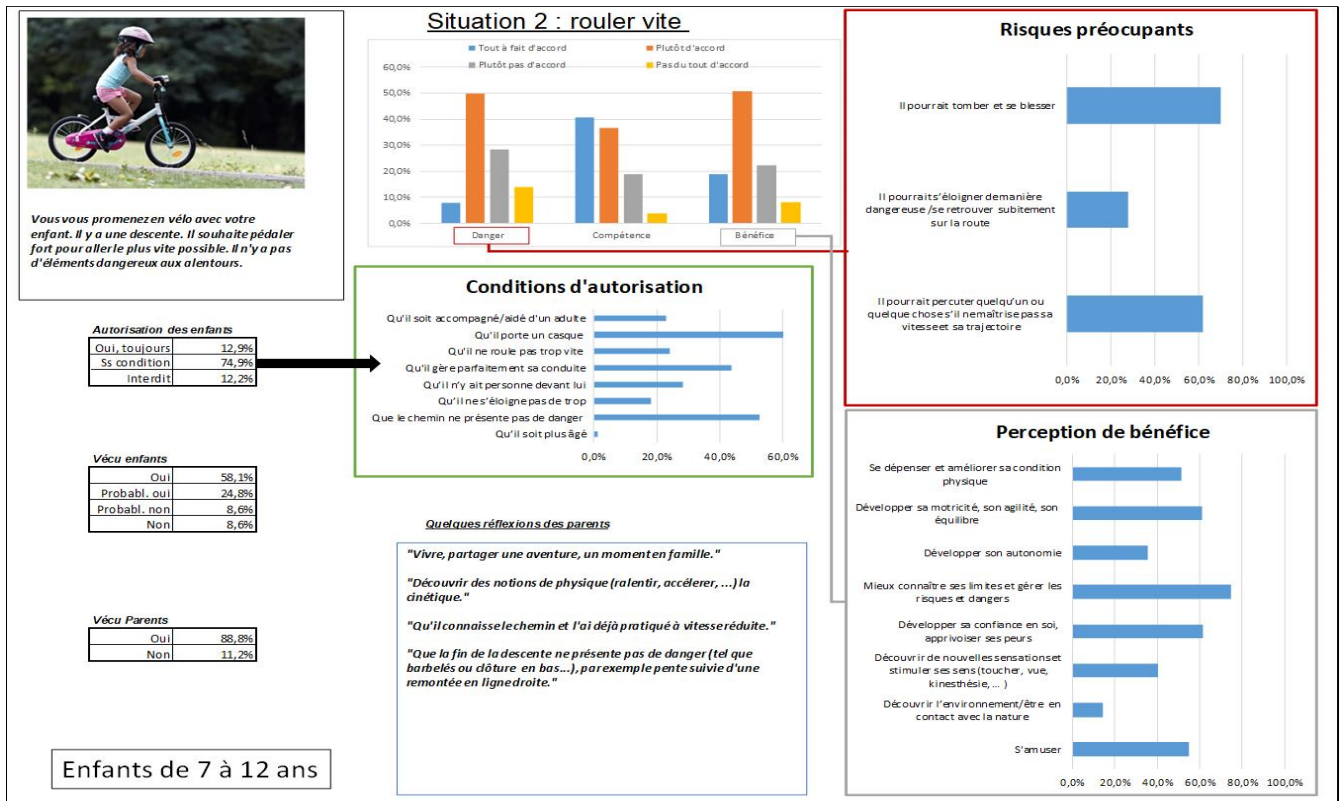 Situation 2 : rouler vite
Tout à fait d'accord
Plutôt d'accord
Plutôt pas d'accord
Pas du tout d'accord
60,0%
50,0%
40,0%
30,0%
20,0%
10,0%
0,0%
Danger
Compétence
Bénéfice
Vous vous promenez en vélo avec votre
enfant. Il y a une descente. Il souhaite pédaler
fort pour aller le plus vite possible. Il n'y a pas
d'éléments dangereux aux alentours.
Autorisation des enfants
Oui, toujours 12,9%
Ss condition 74,9%
Interdit 12,2%
Vécu enfants
Oui 58,1%
Probabl. oui 24,8%
Probabl. non 8,6%
Non 8,6%
Vécu Parents
Oui 88,8%
Non 11,2%
Enfants de 7 à 12 ans
Conditions d'autorisation
Qu'il soit accompagné/aidé d'un adulte
Qu'il porte un casque
Qu'il ne roule pas trop vite
Qu'il gère parfaitement sa conduite
Qu'il n'y ait personne devant lui
Qu'il ne s'éloigne pas de trop
Que le chemin ne présente pas de danger
Qu'il soit plus âgé
0,0% 20,0% 40,0% 60,0%
Quelques réflexions des parents
"Vivre, partager une aventure, un moment en famille."
"Découvrir des notions de physique (ralentir, accélerer, ...) la
cinétique."
"Qu'il connaisse le chemin et l'ai déjà pratiqué à vitesse réduite."
"Que la fin de la descente ne présente pas de danger (tel que
barbelés ou clôture en bas...), par exemple pente suivie d'une
remontée en ligne droite."
Risques préocupants
Il pourrait tomber et se blesser
Il pourrait s'éloigner de manière
dangereuse /se retrouver subitement
sur la route
Il pourrait percuter quelqu'un ou
quelque chose s'il ne maîtrise pas sa
vitesse et sa trajectoire
0,0% 20,0% 40,0% 60,0% 80,0% 100,0%
Perception de bénéfice
Se dépenser et améliorer sa condition
physique
Développer sa motricité, son agilité, son
équilibre
Développer son autonomie
Mieux connaître ses limites et gérer les
risques et dangers
Développer sa confiance en soi,
apprivoiser ses peurs
Découvrir de nouvelles sensations et
stimuler ses sens (toucher, vue,
kinesthésie, ... )
Découvrir l'environnement/être en
contact avec la nature
S'amuser
0,0% 20,0% 40,0% 60,0% 80,0% 100,0%